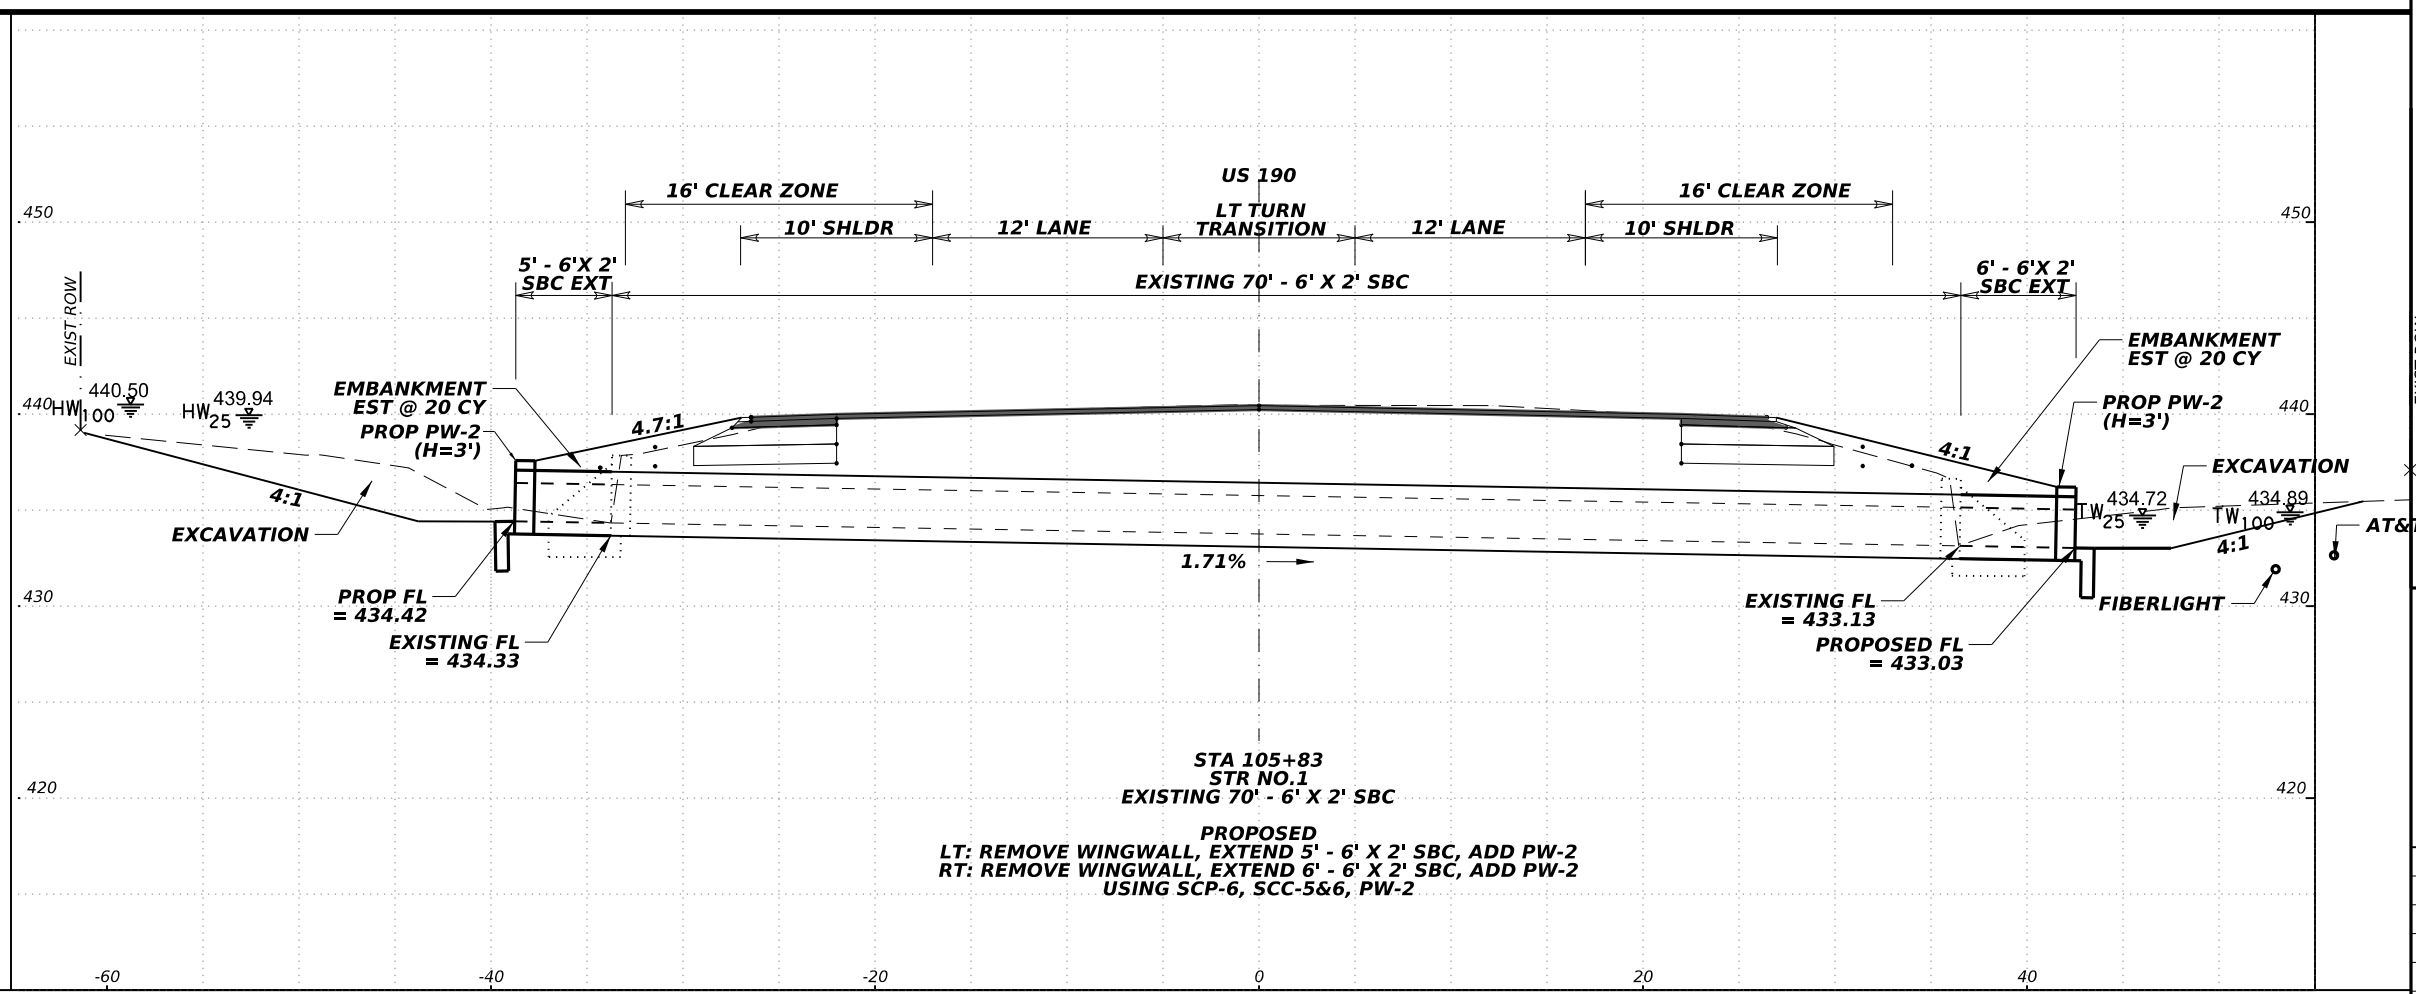 US 190
16' CLEAR ZONE
16' CLEAR ZONE
LT TURN
TRANSITION
10' SHLDR
12' LANE
12' LANE
10' SHLDR
450
450
5' - 6'X 2'
SBC EXT
EXISTING 70' - 6' X 2' SBC
6' - 6'X 2'
SBC EXT
EXIST ROW
EMBANKMENT
EST @ 20 CY
EMBANKMENT
EST @ 20 CY
440.50
HW100
439.94
HW25
440
440
PROP PW-2
(H=3')
4.7:1
4:1
PROP PW-2
(H=3')
EXCAVATION
4:1
EXCAVATION
434.72
TW25
434.89
TW100
4:1
AT&T
1.71%
PROP FL
= 434.42
EXISTING FL
= 434.33
EXISTING FL
= 433.13
PROPOSED FL
= 433.03
FIBERLIGHT
430
430
STA 105+83
STR NO.1
EXISTING 70' - 6' X 2' SBC
420
420
PROPOSED
LT: REMOVE WINGWALL, EXTEND 5' - 6' X 2' SBC, ADD PW-2
RT: REMOVE WINGWALL, EXTEND 6' - 6' X 2' SBC, ADD PW-2
USING SCP-6, SCC-5&6, PW-2
-60
-40
-20
0
20
40